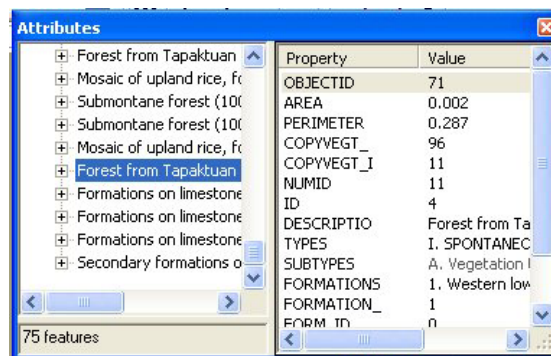 Attributes
Forest from Tapaktuan
Mosaic of upland rice, fo
Submontane forest (100
Submontane forest (100
Mosaic of upland rice, fo
Forest from Tapaktuan
Formations on limestone
Formations on limestone
Formations on limestone
Secondary formations o
75 features
Property Value
OBJECTID 71
AREA 0.002
PERIMETER 0.287
COPYVEGT_ 96
COPYVEGT_I 11
NUMID 11
ID 4
DESCRIPTIO Forest from Ta
TYPES I. SPONTANEC
SUBTYPES A. Vegetation
FORMATIONS 1. Western low
FORMATION_ 1
FORM_ID 0